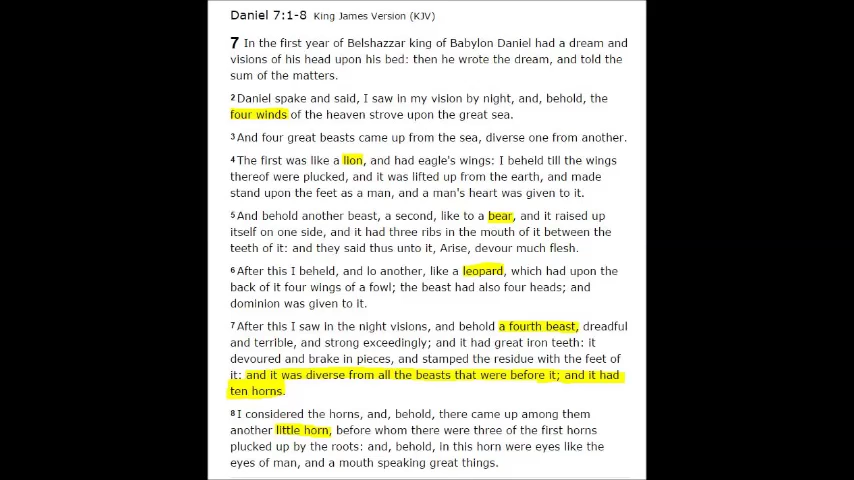 Daniel 7:1-8 King James Version (KJV)
7 In the first year of Belshazzar king of Babylon Daniel had a dream and
visions of his head upon his bed: then he wrote the dream, and told the
sum of the matters.
2 Daniel spake and said, I saw in my vision by night, and, behold, the
four winds of the heaven strove upon the great sea.
3 And four great beasts came up from the sea, diverse one from another.
4 The first was like a lion, and had eagle's wings: I beheld till the wings
thereof were plucked, and it was lifted up from the earth, and made
stand upon the feet as a man, and a man's heart was given to it.
5 And behold another beast, a second, like to a bear, and it raised up
itself on one side, and it had three ribs in the mouth of it between the
teeth of it: and they said thus unto it, Arise, devour much flesh.
6 After this I beheld, and lo another, like a leopard, which had upon the
back of it four wings of a fowl; the beast had also four heads; and
dominion was given to it.
7 After this I saw in the night visions, and behold a fourth beast, dreadful
and terrible, and strong exceedingly; and it had great iron teeth: it
devoured and brake in pieces, and stamped the residue with the feet of
it: and it was diverse from all the beasts that were before it; and it had
ten horns.
8 I considered the horns, and, behold, there came up among them
another little horn, before whom there were three of the first horns
plucked up by the roots: and, behold, in this horn were eyes like the
eyes of man, and a mouth speaking great things.